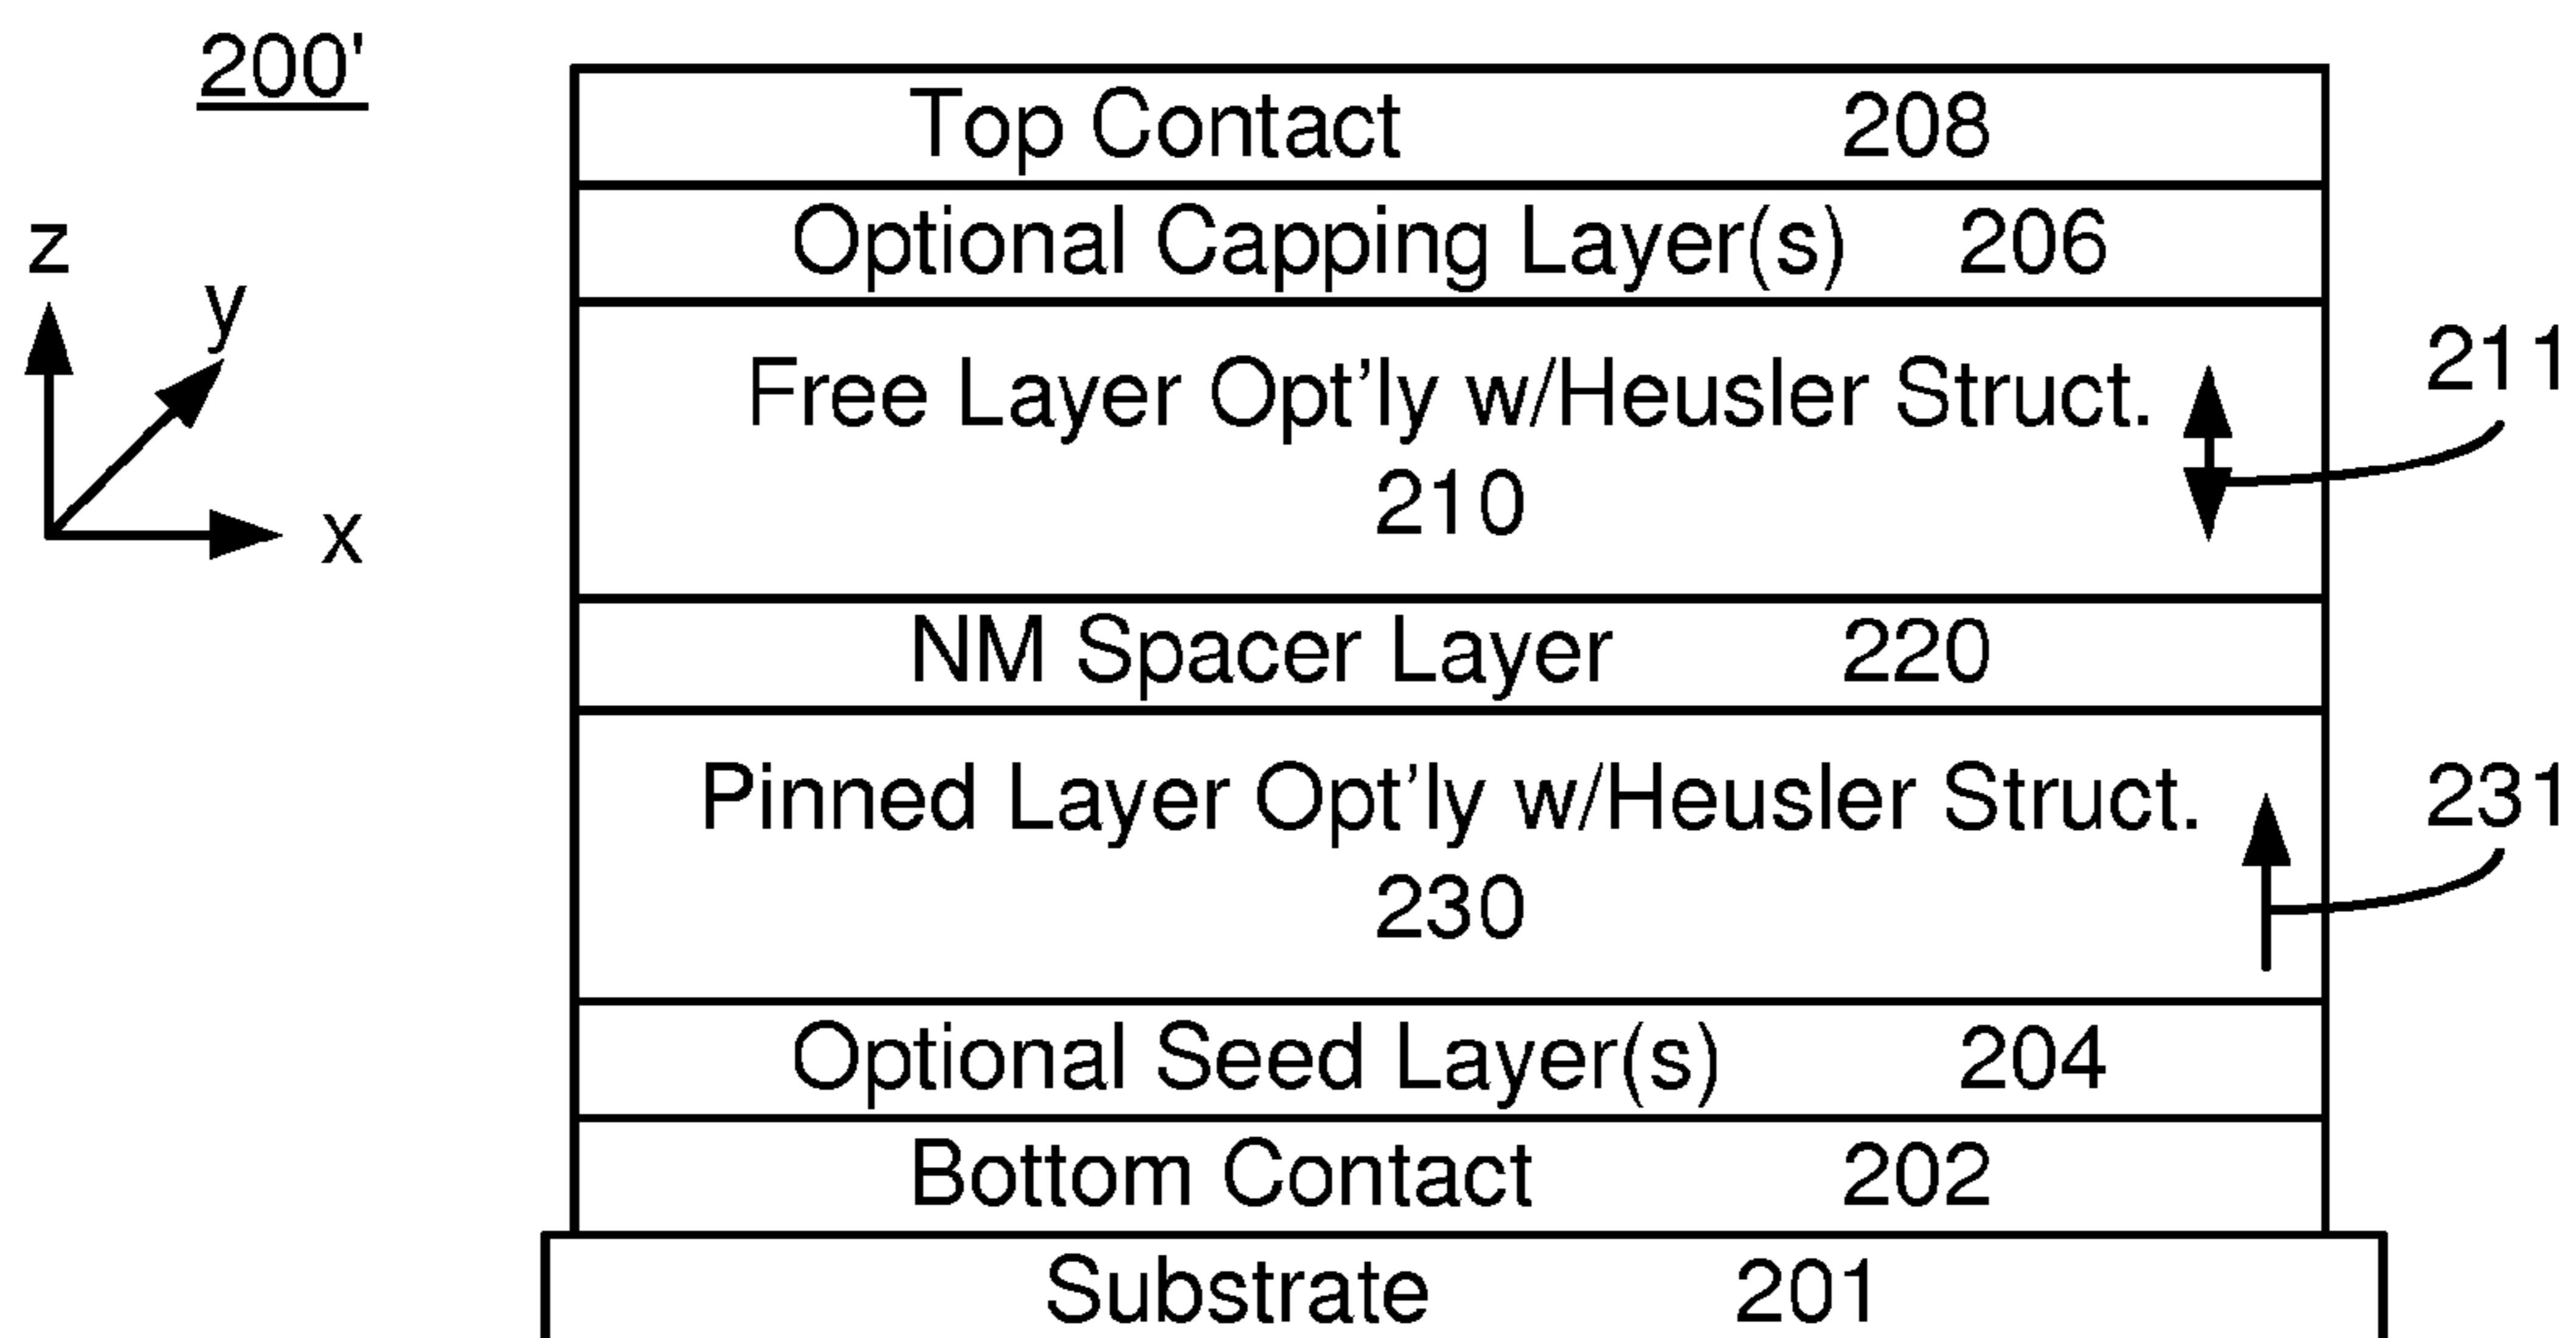 200'
Top Contact 208
Optional Capping Layer(s) 206
z
y
x
Free Layer Opt'ly w/Heusler Struct.
210
211
NM Spacer Layer 220
Pinned Layer Opt'ly w/Heusler Struct.
230
231
Optional Seed Layer(s) 204
Bottom Contact 202
Substrate 201